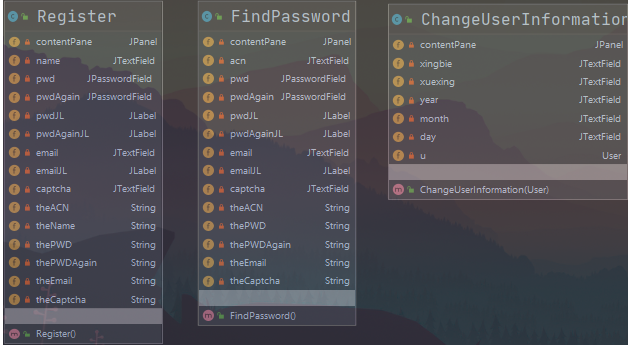 Register
contentPane JPanel
name JTextField
pwd JPasswordField
pwdAgain JPasswordField
pwdJL JLabel
pwdAgainJL JLabel
email JTextField
emailJL JLabel
captcha JTextField
theACN String
theName String
thePWD String
thePWDAgain String
theEmail String
theCaptcha String
Register()
FindPassword
contentPane JPanel
acn JTextField
pwd JPasswordField
pwdAgain JPasswordField
pwdJL JLabel
pwdAgainJL JLabel
email JTextField
emailJL JLabel
captcha JTextField
theACN String
thePWD String
thePWDAgain String
theEmail String
theCaptcha String
FindPassword()
ChangeUserInformation
contentPane JPanel
xingbie JTextField
xuexing JTextField
year JTextField
month JTextField
day JTextField
u User
ChangeUserInformation(User)